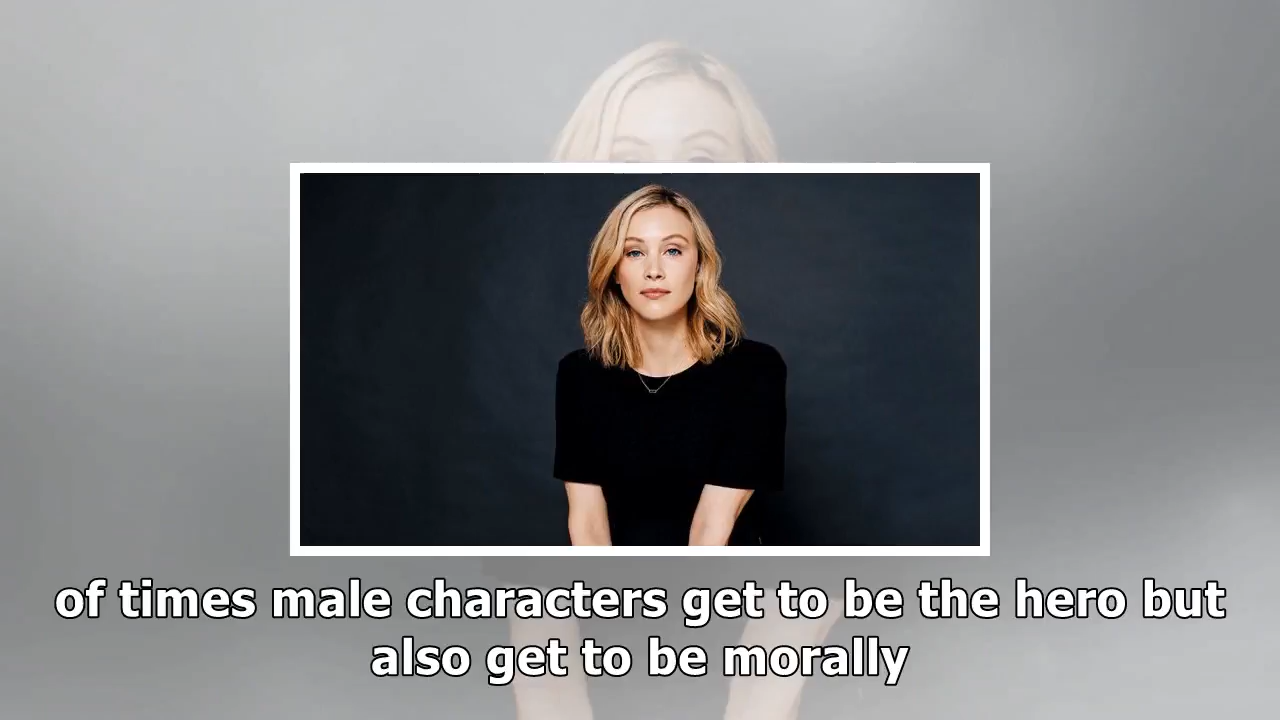 of times male characters get to be the hero but
also get to be morally